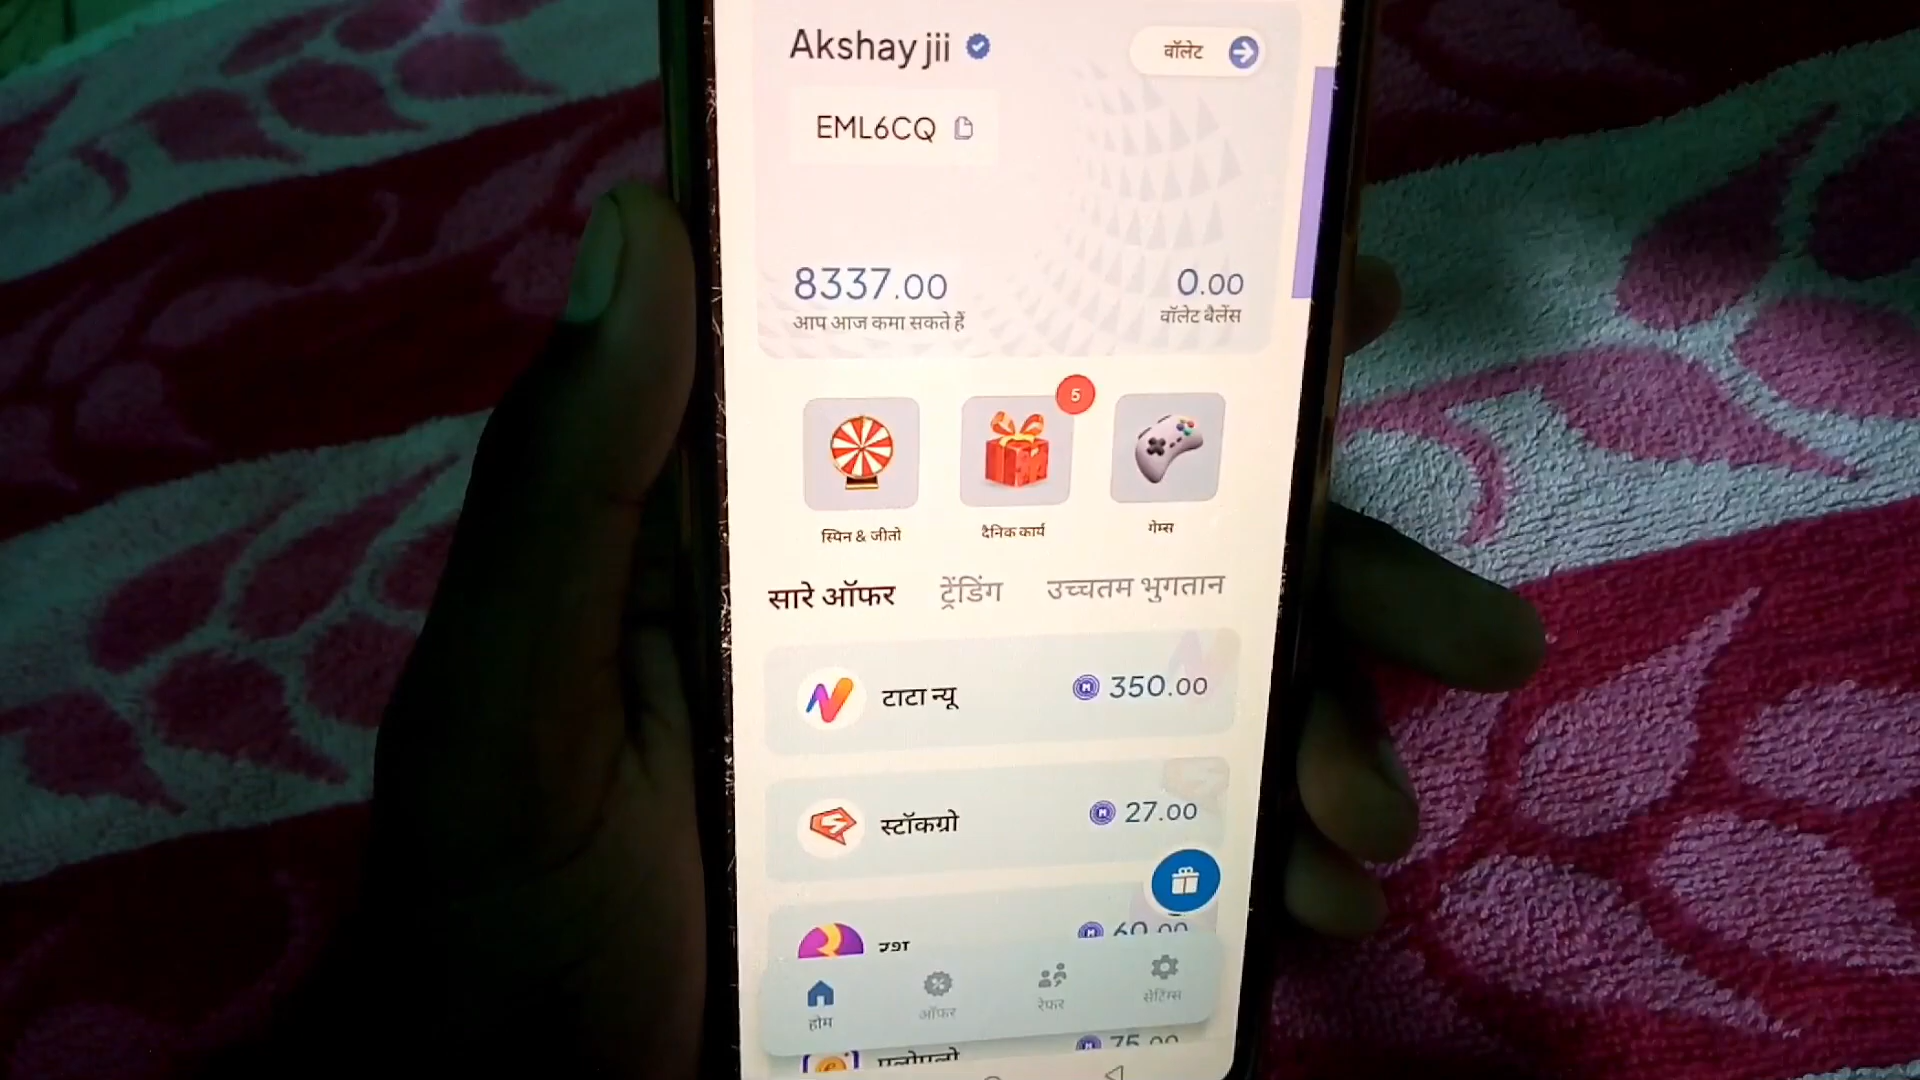 Akshay jii
वॉलेट
EML6CQ
8337.00
0.00
आप आज कमा सकते हैं
वॉलेट बैलेंस
5
स्पिन & जीतो
दैनिक कार्य
गेम्स
सारे ऑफर
ट्रेंडिंग
उच्चतम भुगतान
टाटा न्यू
350.00
स्टॉकग्रो
27.00
60.00
होम
ऑफर
रेफर
सेटिंग्स
75.00